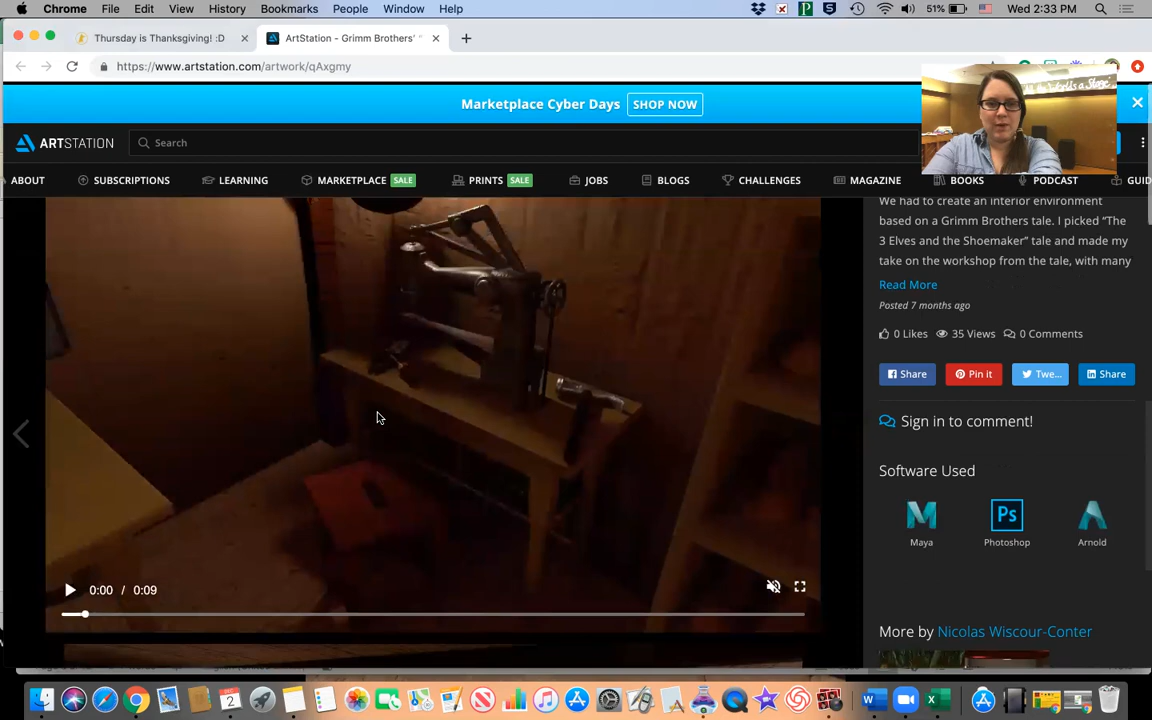 Chrome File Edit View History Bookmarks People Window Help 51% Wed 2:33 PM
Thursday is Thanksgiving! :D ArtStation - Grimm Brothers' "
https://www.artstation.com/artwork/qAxgmy
Marketplace Cyber Days SHOP NOW
ARTSTATION Search
ABOUT SUBSCRIPTIONS LEARNING MARKETPLACE SALE PRINTS SALE JOBS BLOGS CHALLENGES MAGAZINE BOOKS PODCAST GUID
We had to create an interior environment
based on a Grimm Brothers tale. I picked "The
3 Elves and the Shoemaker" tale and made my
take on the workshop from the tale, with many
Read More
Posted 7 months ago
0 Likes 35 Views 0 Comments
Share Pin it Twe... Share
Sign in to comment!
Software Used
Ps
Maya Photoshop Arnold
0:00 / 0:09
More by Nicolas Wiscour-Conter